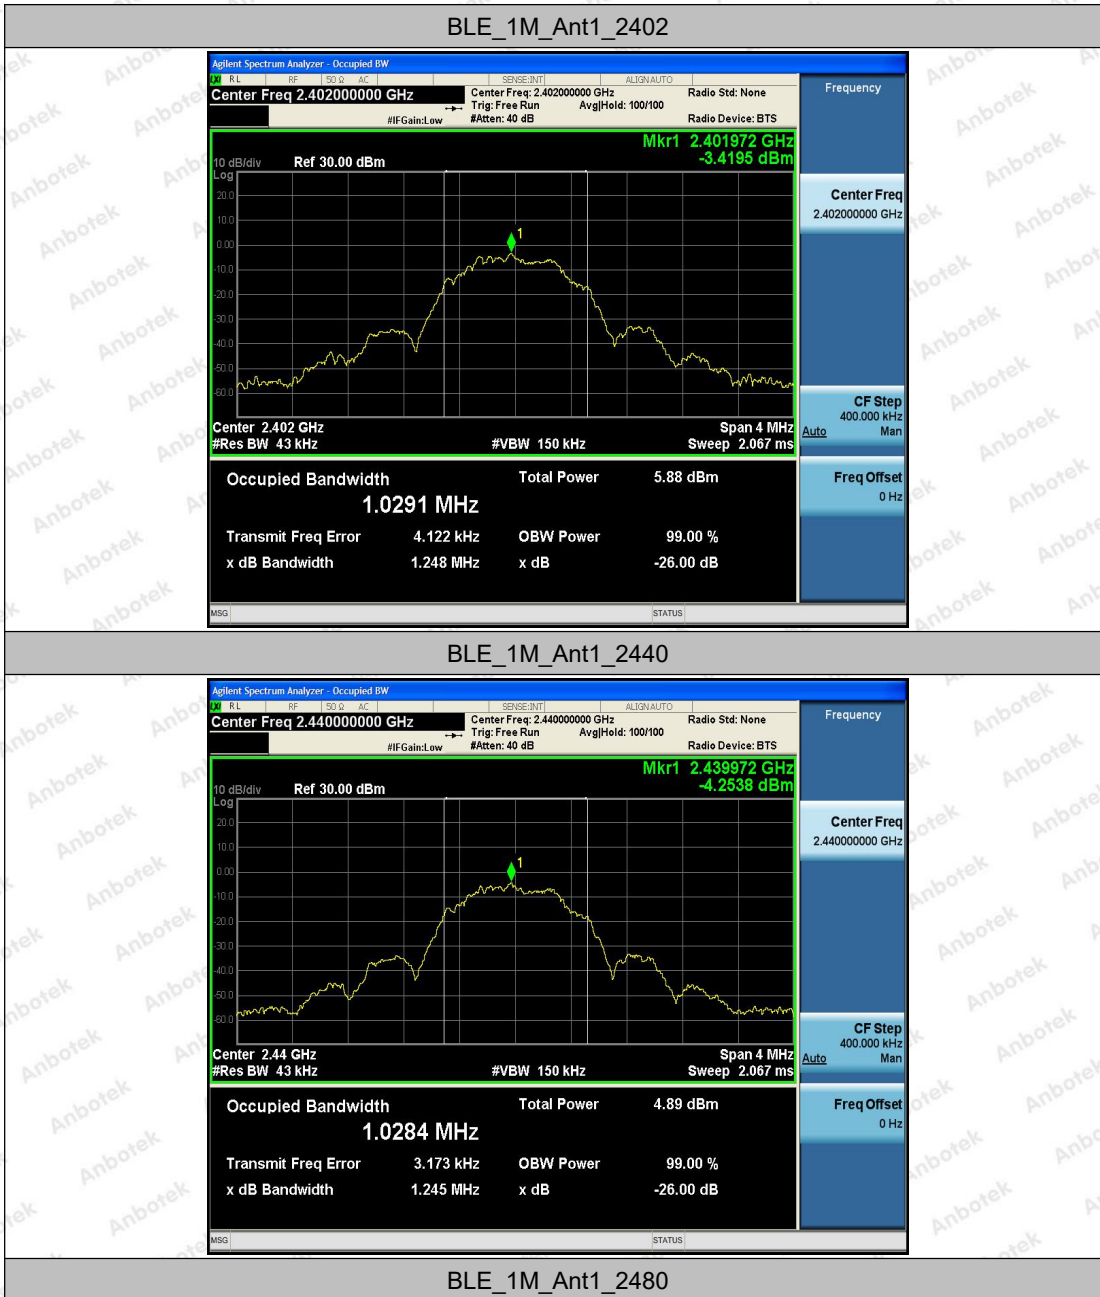 BLE_1M_Ant1_2402
Agilent Spectrum Analyzer - Occupied BW
LXI RL RF 50 Ω AC SENSE:INT ALIGN AUTO
Center Freq 2.402000000 GHz
Center Freq: 2.402000000 GHz Radio Std: None
Trig: Free Run Avg|Hold: 100/100
#IFGain:Low #Atten: 40 dB Radio Device: BTS
Mkr1 2.401972 GHz
-3.4195 dBm
10 dB/div Ref 30.00 dBm
Log
20.0
10.0
0.00
-10.0
-20.0
-30.0
-40.0
-50.0
-60.0
1
Center 2.402 GHz Span 4 MHz
#Res BW 43 kHz #VBW 150 kHz Sweep 2.067 ms
Occupied Bandwidth Total Power 5.88 dBm
1.0291 MHz
Transmit Freq Error 4.122 kHz OBW Power 99.00 %
x dB Bandwidth 1.248 MHz x dB -26.00 dB
MSG STATUS
Frequency
Center Freq
2.402000000 GHz
CF Step
400.000 kHz
Auto Man
Freq Offset
0 Hz
BLE_1M_Ant1_2440
Agilent Spectrum Analyzer - Occupied BW
LXI RL RF 50 Ω AC SENSE:INT ALIGN AUTO
Center Freq 2.440000000 GHz
Center Freq: 2.440000000 GHz Radio Std: None
Trig: Free Run Avg|Hold: 100/100
#IFGain:Low #Atten: 40 dB Radio Device: BTS
Mkr1 2.439972 GHz
-4.2538 dBm
10 dB/div Ref 30.00 dBm
Log
20.0
10.0
0.00
-10.0
-20.0
-30.0
-40.0
-50.0
-60.0
1
Center 2.44 GHz Span 4 MHz
#Res BW 43 kHz #VBW 150 kHz Sweep 2.067 ms
Occupied Bandwidth Total Power 4.89 dBm
1.0284 MHz
Transmit Freq Error 3.173 kHz OBW Power 99.00 %
x dB Bandwidth 1.245 MHz x dB -26.00 dB
MSG STATUS
Frequency
Center Freq
2.440000000 GHz
CF Step
400.000 kHz
Auto Man
Freq Offset
0 Hz
BLE_1M_Ant1_2480
Anbotek